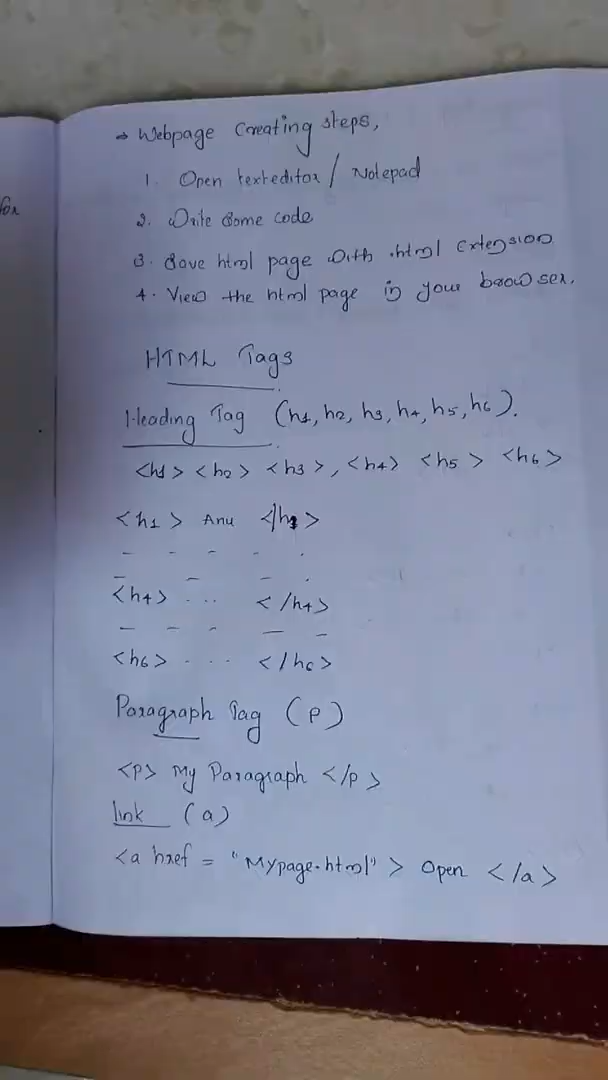 for
→ Webpage Creating steps,
1. Open texteditor / Notepad
2. Write Some code
3. Save html page with .html extension
4. View the html page in your browser.
HTML Tags
Heading Tag (h1, h2, h3, h4, h5, h6).
<h1> <h2> <h3>, <h4> <h5> <h6>
<h1> Anu </h1>
<h4> ... </h4>
<h6> ... </h6>
Paragraph Tag (P)
<P> My Paragraph </p>
link (a)
<a href = "Mypage.html"> Open </a>